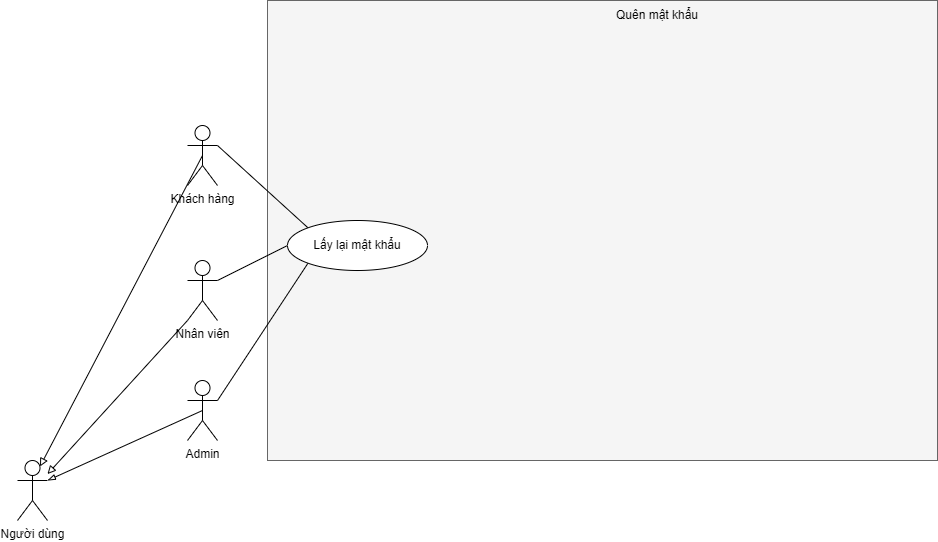 Quên mật khẩu
Khách hàng
Lấy lại mật khẩu
Nhân viên
Admin
Người dùng